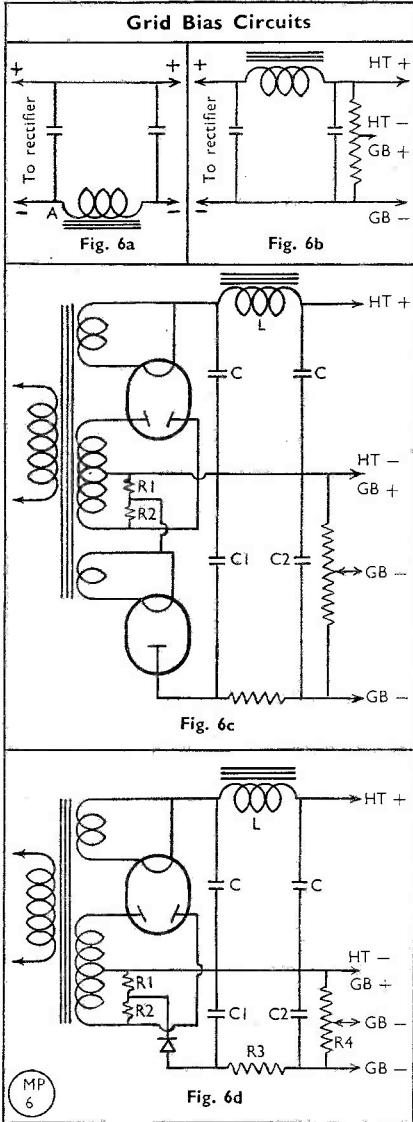 Grid Bias Circuits
+ +
To rectifier
- A -
Fig. 6a
+ HT +
To rectifier
HT -
GB +
- GB -
Fig. 6b
L
HT +
C C
HT -
GB +
R1
R2
C1 C2
GB -
GB -
Fig. 6c
L
HT +
C C
HT -
GB +
R1
R2
C1 C2
GB -
R4
R3
GB -
MP
6
Fig. 6d